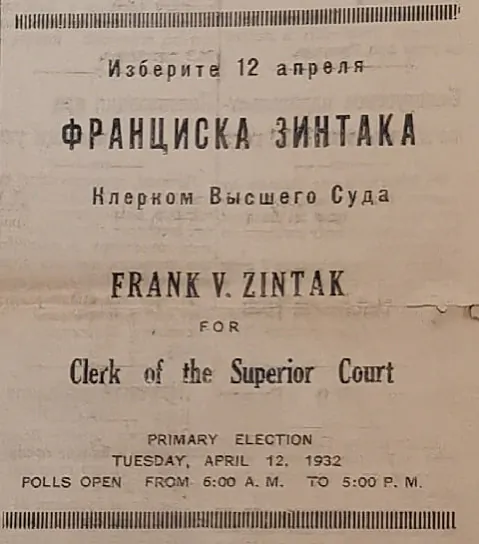 Изберите 12 апреля
ФРАНЦИСКА ЗИНТАКА
Клерком Высшего Суда
FRANK V. ZINTAK
FOR
Clerk of the Superior Court
PRIMARY ELECTION
TUESDAY, APRIL 12, 1932
POLLS OPEN FROM 6:00 A. M. TO 5:00 P. M.